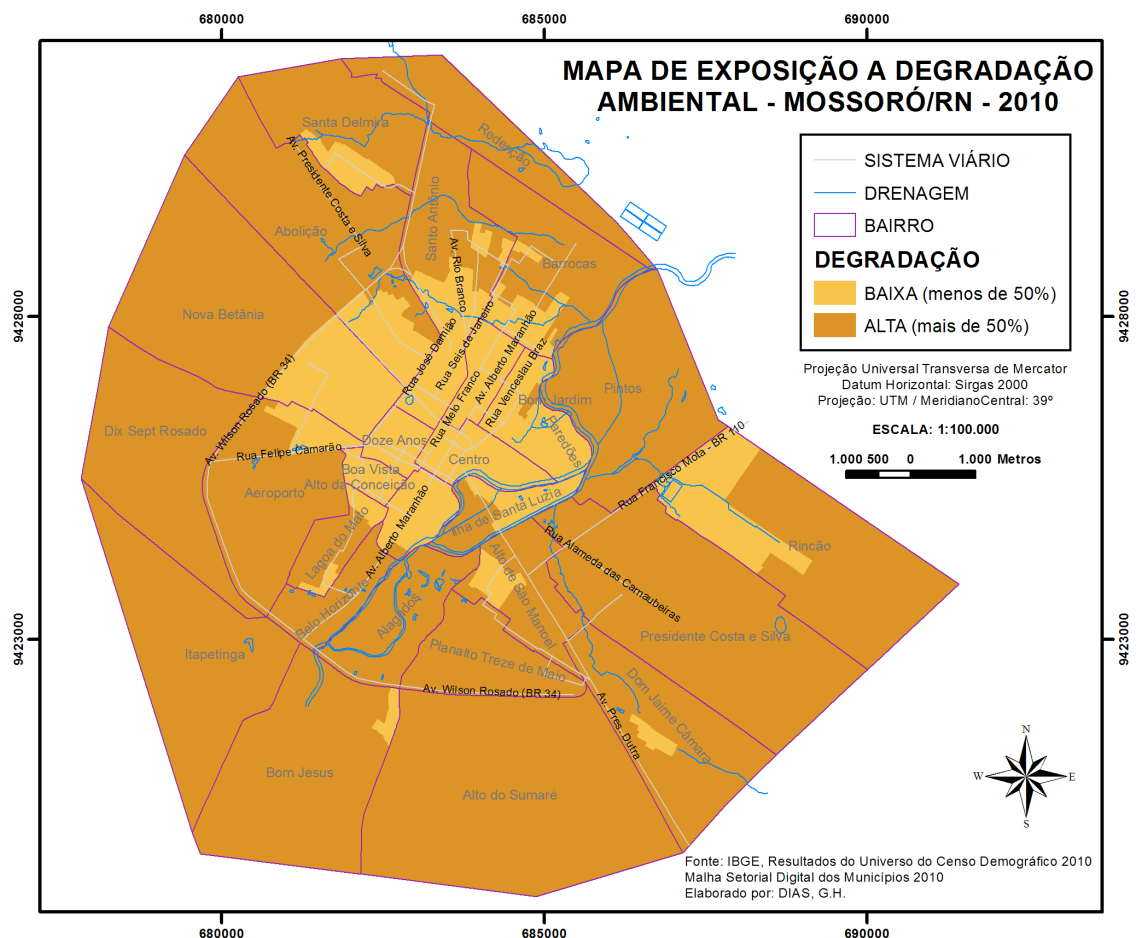 680000
685000
690000
MAPA DE EXPOSIÇÃO A DEGRADAÇÃO
AMBIENTAL - MOSSORÓ/RN - 2010
SISTEMA VIÁRIO
DRENAGEM
BAIRRO
DEGRADAÇÃO
BAIXA (menos de 50%)
ALTA (mais de 50%)
Projeção Universal Transversa de Mercator
Datum Horizontal: Sirgas 2000
Projeção: UTM / MeridianoCentral: 39º
ESCALA: 1:100.000
1.000 500 0 1.000 Metros
9428000
9428000
9423000
9423000
Santa Delmira
Redenção
Av. Presidente Costa e Silva
Santo Antônio
Abolição
Av. Rio Branco
Barrocas
Nova Betânia
Rua José Damião
Rua Seis de Janeiro
Av. Alberto Maranhão
Rua Venceslau Braz
Rua Melo Franco
Bom Jardim
Pintos
Paredões
Av. Wilson Rosado (BR 34)
Dix Sept Rosado
Rua Felipe Camarão
Doze Anos
Centro
Boa Vista
Alto da Conceição
Aeroporto
Av. Alberto Maranhão
Ilha de Santa Luzia
Rua Francisco Mota - BR 110
Rincão
Lagoa do Mato
Alto de São Manoel
Rua Alameda das Carnaubeiras
Belo Horizonte
Alagados
Presidente Costa e Silva
Itapetinga
Planalto Treze de Maio
Av. Wilson Rosado (BR 34)
Dom Jaime Câmara
Av. Pres. Dutra
Bom Jesus
Alto do Sumaré
N
W
E
S
Fonte: IBGE, Resultados do Universo do Censo Demográfico 2010
Malha Setorial Digital dos Municípios 2010
Elaborado por: DIAS, G.H.
680000
685000
690000